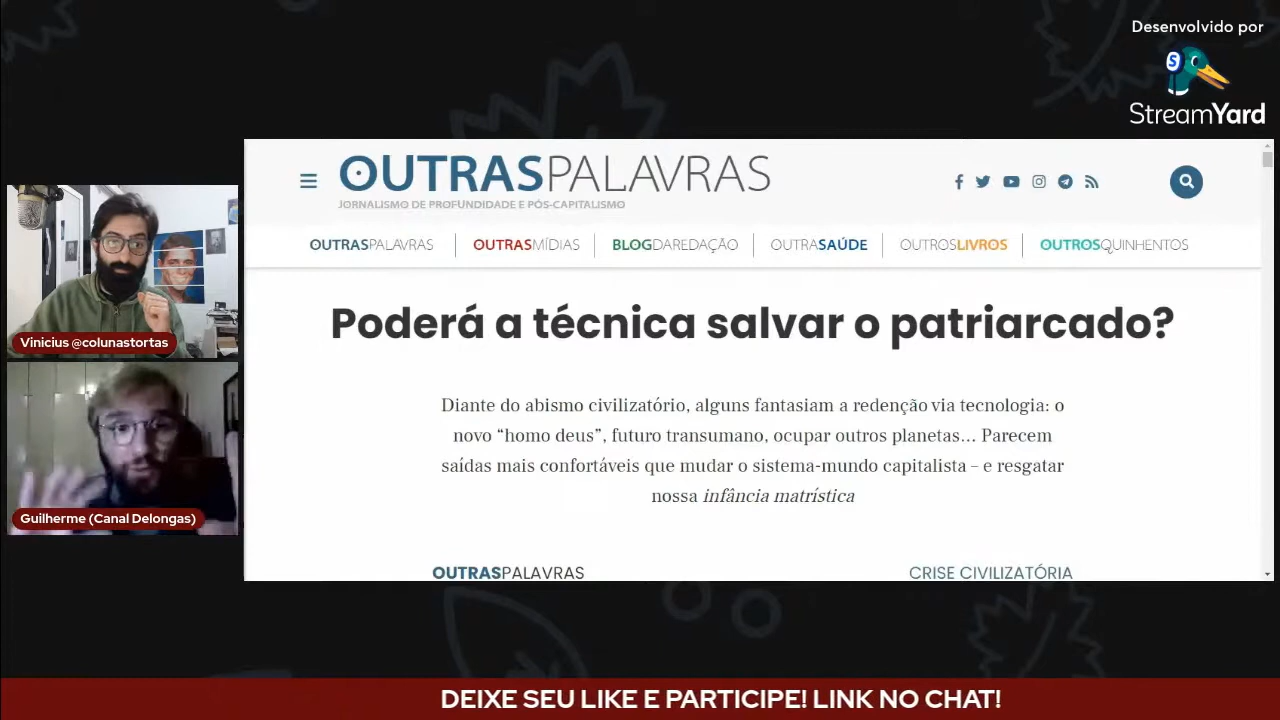 Desenvolvido por
S
StreamYard
OUTRASPALAVRAS
JORNALISMO DE PROFUNDIDADE E PÓS-CAPITALISMO
OUTRASPALAVRAS
OUTRASMÍDIAS
BLOGDAREDAÇÃO
OUTRASAÚDE
OUTROSLIVROS
OUTROSQUINHENTOS
Poderá a técnica salvar o patriarcado?
Diante do abismo civilizatório, alguns fantasiam a redenção via tecnologia: o
novo “homo deus”, futuro transumano, ocupar outros planetas… Parecem
saídas mais confortáveis que mudar o sistema-mundo capitalista – e resgatar
nossa infância matrística
OUTRASPALAVRAS
CRISE CIVILIZATÓRIA
Vinicius @colunastortas
Guilherme (Canal Delongas)
DEIXE SEU LIKE E PARTICIPE! LINK NO CHAT!